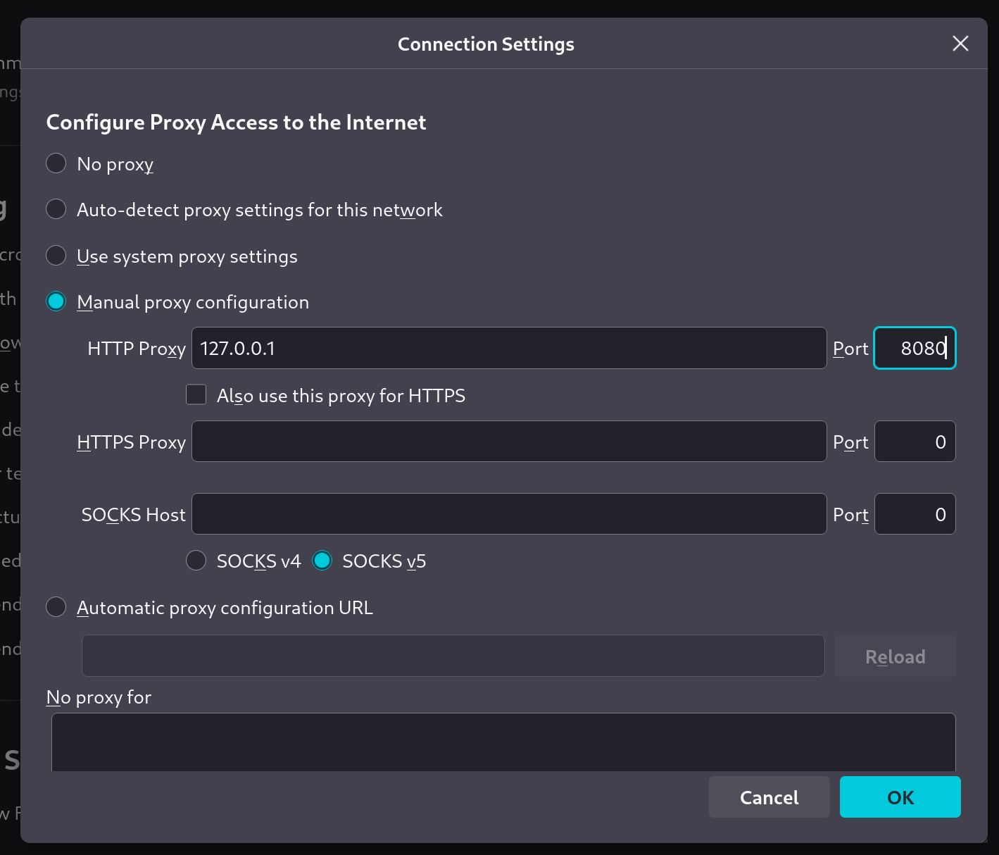 Connection Settings
Configure Proxy Access to the Internet
No proxy
Auto-detect proxy settings for this network
Use system proxy settings
Manual proxy configuration
HTTP Proxy 127.0.0.1 Port 8080
Also use this proxy for HTTPS
HTTPS Proxy Port 0
SOCKS Host Port 0
SOCKS v4 SOCKS v5
Automatic proxy configuration URL
Reload
No proxy for
Cancel OK